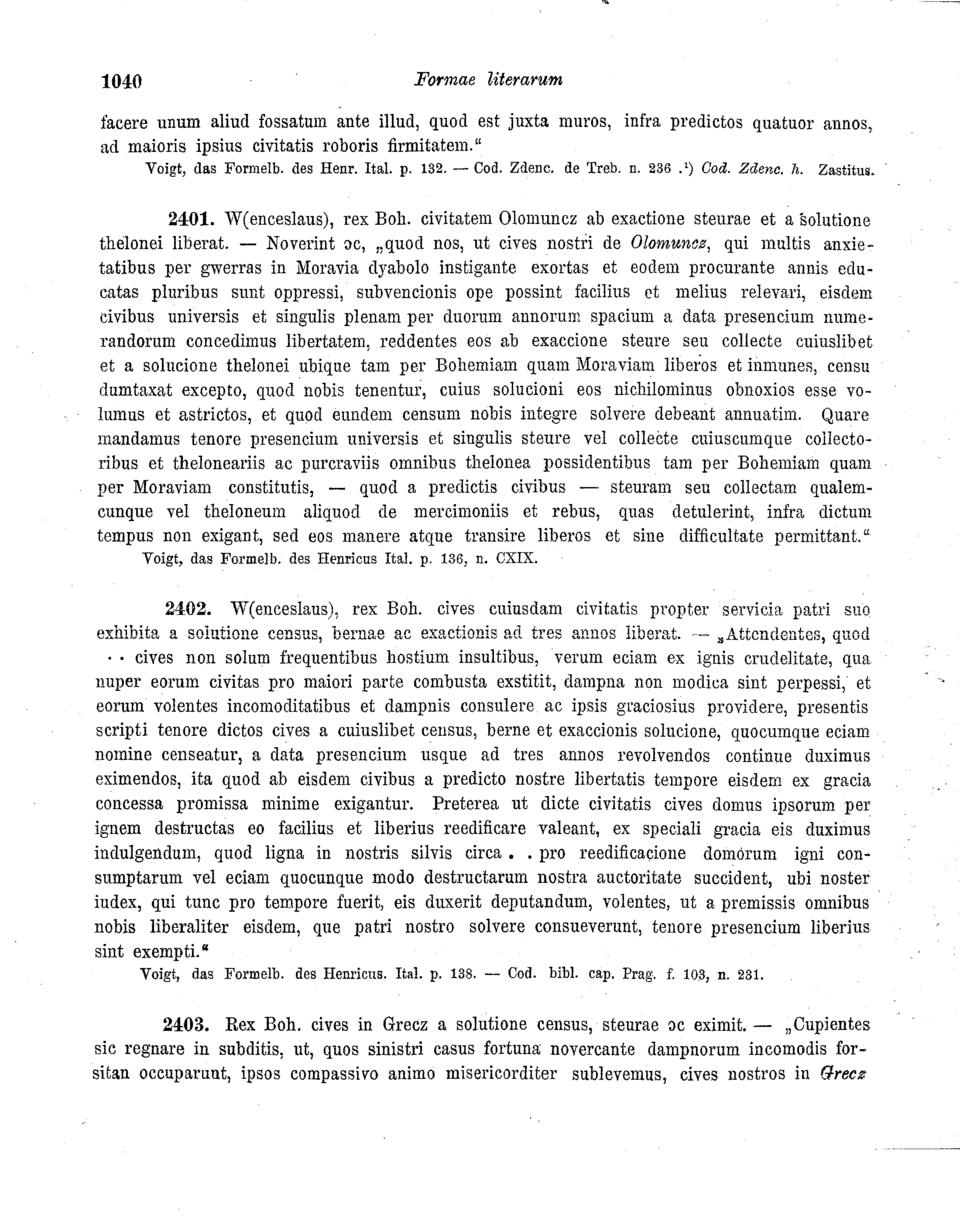 1040 Formae literarum
facere unum aliud fossatum ante illud, quod est juxta muros, infra predictos quatuor annos,
ad maioris ipsius civitatis roboris firmitatem.“
Voigt, das Formelb. des Henr. Ital. p. 132. — Cod. Zdenc. de Treb. n. 236 .¹) Cod. Zdenc. h. Zastitus.
2401. W(enceslaus), rex Boh. civitatem Olomuncz ab exactione steurae et a solutione
thelonei liberat. — Noverint ɔc, „quod nos, ut cives nostri de Olomuncz, qui multis anxie-
tatibus per gwerras in Moravia dyabolo instigante exortas et eodem procurante annis edu-
catas pluribus sunt oppressi, subvencionis ope possint facilius et melius relevari, eisdem
civibus universis et singulis plenam per duorum annorum spacium a data presencium nume-
randorum concedimus libertatem, reddentes eos ab exaccione steure seu collecte cuiuslibet
et a solucione thelonei ubique tam per Bohemiam quam Moraviam liberos et inmunes, censu
dumtaxat excepto, quod nobis tenentur, cuius solucioni eos nichilominus obnoxios esse vo-
lumus et astrictos, et quod eundem censum nobis integre solvere debeant annuatim. Quare
mandamus tenore presencium universis et singulis steure vel collecte cuiuscumque collecto-
ribus et theloneariis ac purcraviis omnibus thelonea possidentibus tam per Bohemiam quam
per Moraviam constitutis, — quod a predictis civibus — steuram seu collectam qualem-
cunque vel theloneum aliquod de mercimoniis et rebus, quas detulerint, infra dictum
tempus non exigant, sed eos manere atque transire liberos et sine difficultate permittant.“
Voigt, das Formelb. des Henricus Ital. p. 136, n. CXIX.
2402. W(enceslaus), rex Boh. cives cuiusdam civitatis propter servicia patri suo
exhibita a solutione census, bernae ac exactionis ad tres annos liberat. — „Attendentes, quod
· · cives non solum frequentibus hostium insultibus, verum eciam ex ignis crudelitate, qua
nuper eorum civitas pro maiori parte combusta exstitit, dampna non modica sint perpessi, et
eorum volentes incomoditatibus et dampnis consulere ac ipsis graciosius providere, presentis
scripti tenore dictos cives a cuiuslibet census, berne et exaccionis solucione, quocumque eciam
nomine censeatur, a data presencium usque ad tres annos revolvendos continue duximus
eximendos, ita quod ab eisdem civibus a predicto nostre libertatis tempore eisdem ex gracia
concessa promissa minime exigantur. Preterea ut dicte civitatis cives domus ipsorum per
ignem destructas eo facilius et liberius reedificare valeant, ex speciali gracia eis duximus
indulgendum, quod ligna in nostris silvis circa . . pro reedificacione domorum igni con-
sumptarum vel eciam quocunque modo destructarum nostra auctoritate succident, ubi noster
iudex, qui tunc pro tempore fuerit, eis duxerit deputandum, volentes, ut a premissis omnibus
nobis liberaliter eisdem, que patri nostro solvere consueverunt, tenore presencium liberius
sint exempti.“
Voigt, das Formelb. des Henricus. Ital. p. 138. — Cod. bibl. cap. Prag. f. 103, n. 231.
2403. Rex Boh. cives in Grecz a solutione census, steurae ɔc eximit. — „Cupientes
sic regnare in subditis, ut, quos sinistri casus fortuna novercante dampnorum incomodis for-
sitan occuparunt, ipsos compassivo animo misericorditer sublevemus, cives nostros in Grecz